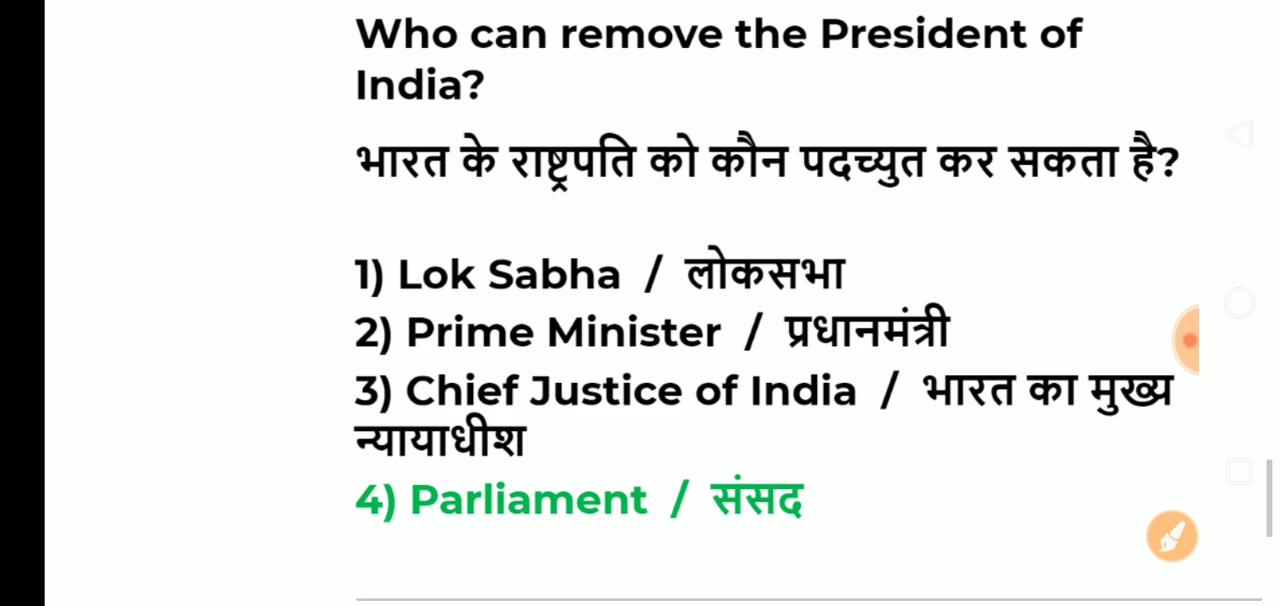 Who can remove the President of
India?
भारत के राष्ट्रपति को कौन पदच्युत कर सकता है?
1) Lok Sabha / लोकसभा
2) Prime Minister / प्रधानमंत्री
3) Chief Justice of India / भारत का मुख्य
न्यायाधीश
4) Parliament / संसद